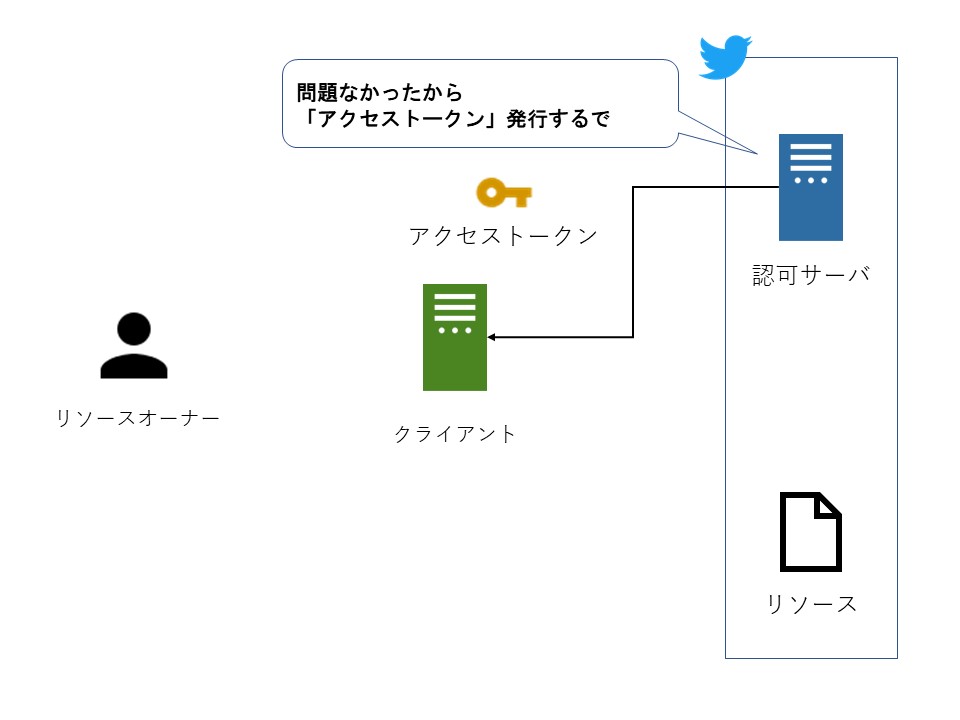 問題なかったから
「アクセストークン」発行するで
アクセストークン
認可サーバ
リソースオーナー
クライアント
リソース